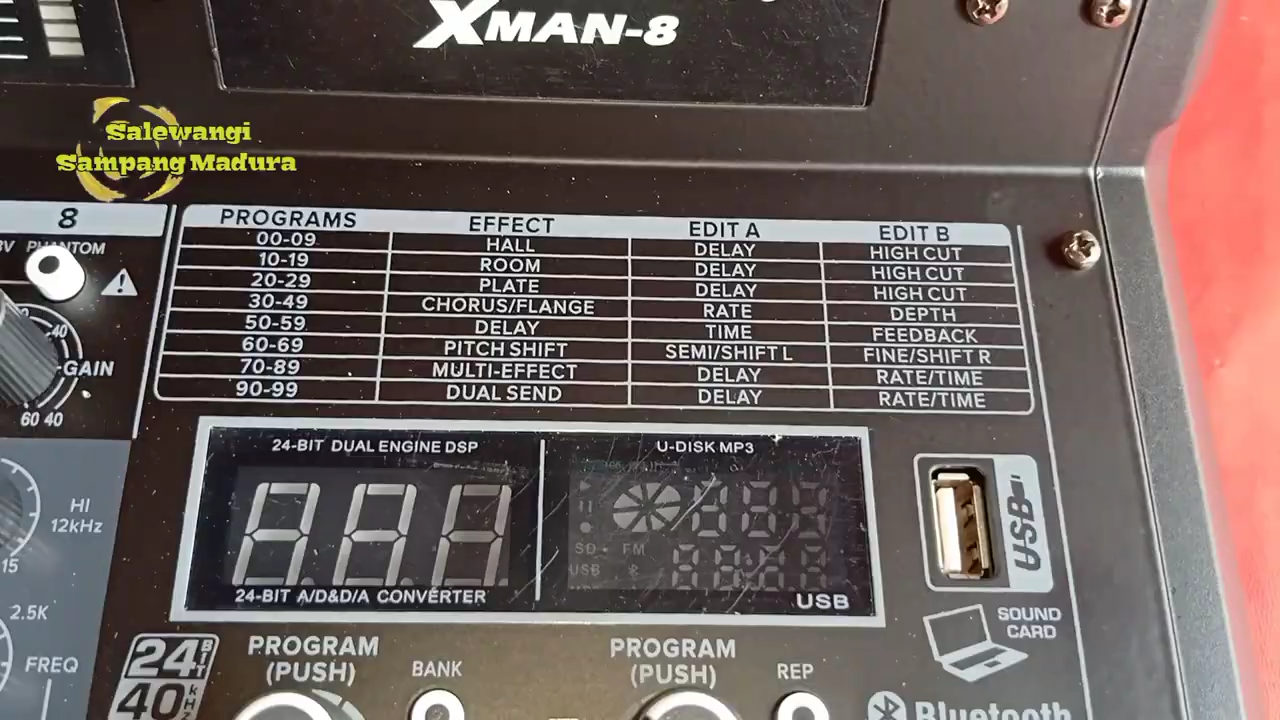 XMAN-8
Salewangi
Sampang Madura
8
PHANTOM
40
GAIN
60 40
HI
12kHz
15
2.5K
FREQ
PROGRAMS EFFECT EDIT A EDIT B
00-09 HALL DELAY HIGH CUT
10-19 ROOM DELAY HIGH CUT
20-29 PLATE DELAY HIGH CUT
30-49 CHORUS/FLANGE RATE DEPTH
50-59 DELAY TIME FEEDBACK
60-69 PITCH SHIFT SEMI/SHIFT L FINE/SHIFT R
70-89 MULTI-EFFECT DELAY RATE/TIME
90-99 DUAL SEND DELAY RATE/TIME
24-BIT DUAL ENGINE DSP
24-BIT A/D&D/A CONVERTER
U-DISK MP3
SD FM
USB
USB
USB
SOUND
CARD
24 BIT
40 kHz
PROGRAM
(PUSH)
BANK
PROGRAM
(PUSH)
REP
Bluetooth